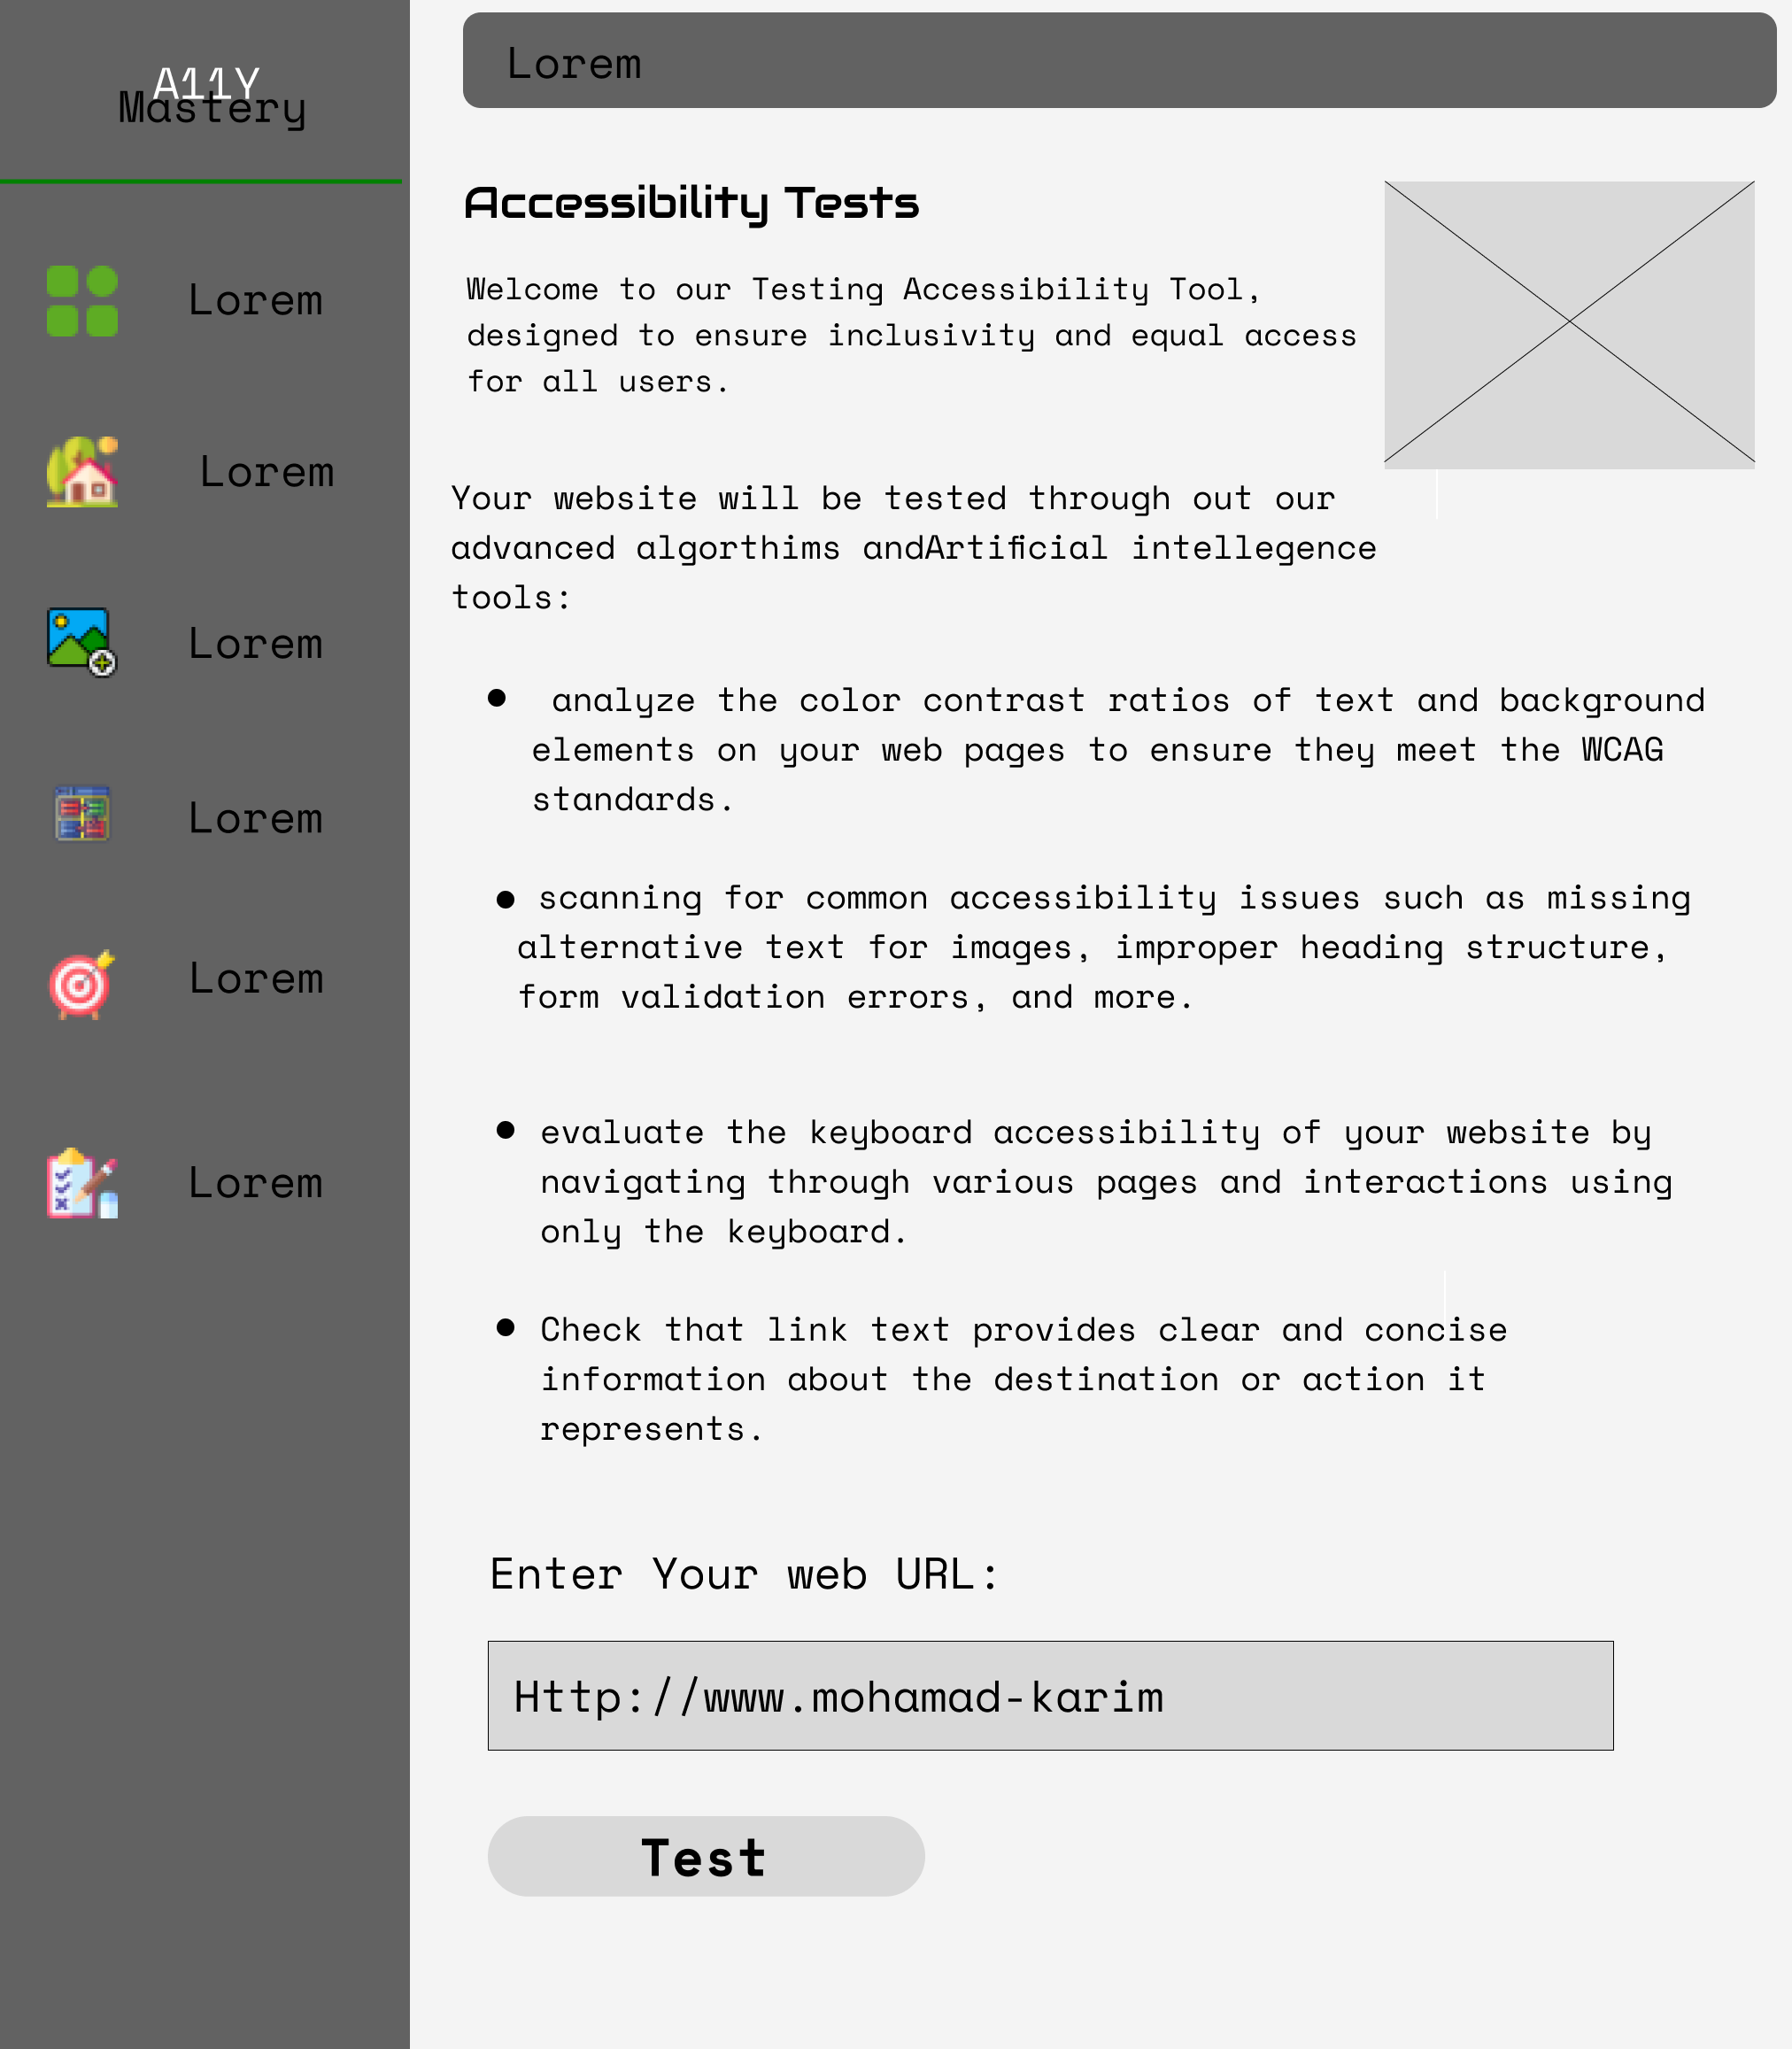 A11Y
Mastery
Lorem
Lorem
Lorem
Lorem
Lorem
Lorem
Lorem
Accessibility Tests
Welcome to our Testing Accessibility Tool,
designed to ensure inclusivity and equal access
for all users.
Your website will be tested through out our
advanced algorthims andArtificial intellegence
tools:
● analyze the color contrast ratios of text and background
elements on your web pages to ensure they meet the WCAG
standards.
● scanning for common accessibility issues such as missing
alternative text for images, improper heading structure,
form validation errors, and more.
● evaluate the keyboard accessibility of your website by
navigating through various pages and interactions using
only the keyboard.
● Check that link text provides clear and concise
information about the destination or action it
represents.
Enter Your web URL:
Http://www.mohamad-karim
Test